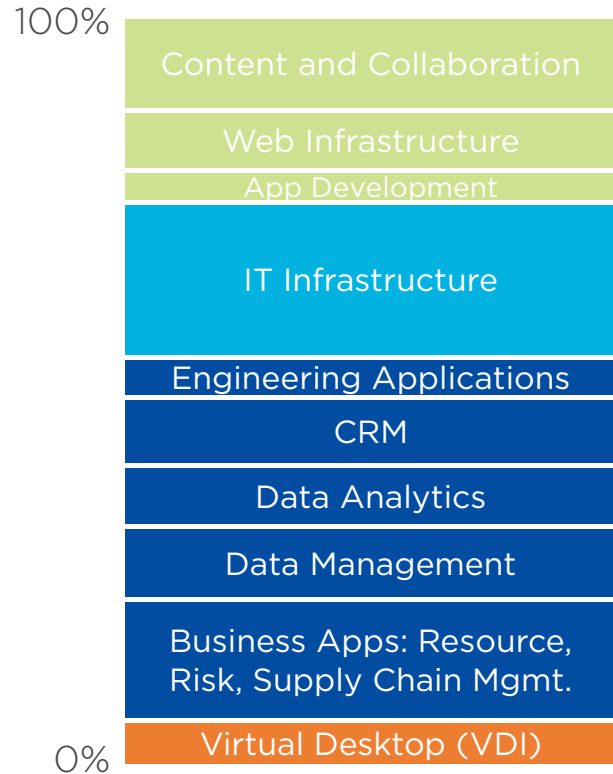 100%
Content and Collaboration
Web Infrastructure
App Development
IT Infrastructure
Engineering Applications
CRM
Data Analytics
Data Management
Business Apps: Resource,
Risk, Supply Chain Mgmt.
Virtual Desktop (VDI)
0%